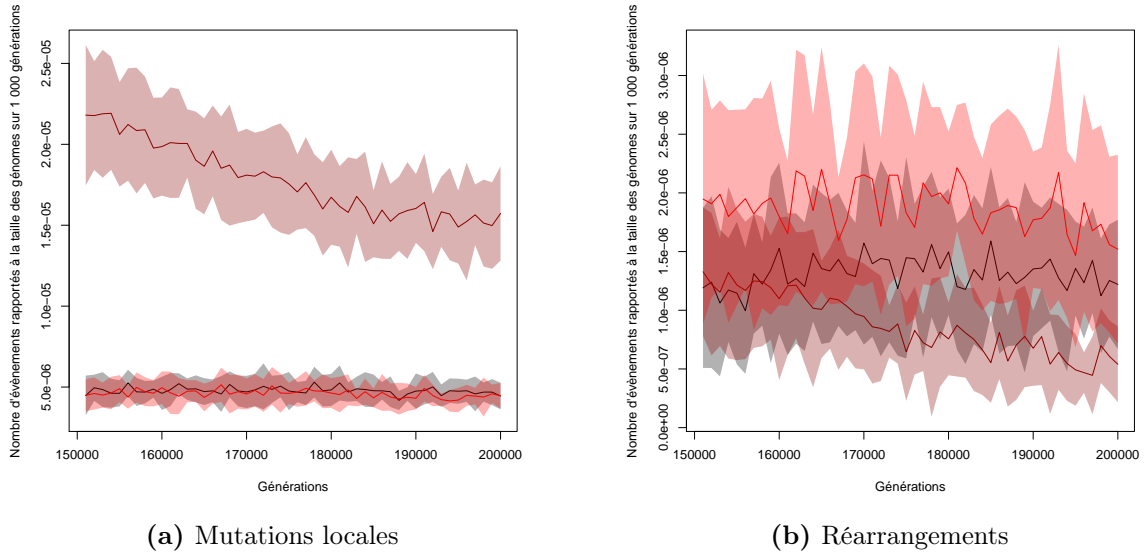 Nombre d'évènements rapportés à la taille des génomes sur 1 000 générations
5.0e−06
1.0e−05
1.5e−05
2.0e−05
2.5e−05
150000 160000 170000 180000 190000 200000
Générations
(a) Mutations locales
Nombre d'évènements rapportés à la taille des génomes sur 1 000 générations
0.0e+00
5.0e−07
1.0e−06
1.5e−06
2.0e−06
2.5e−06
3.0e−06
150000 160000 170000 180000 190000 200000
Générations
(b) Réarrangements